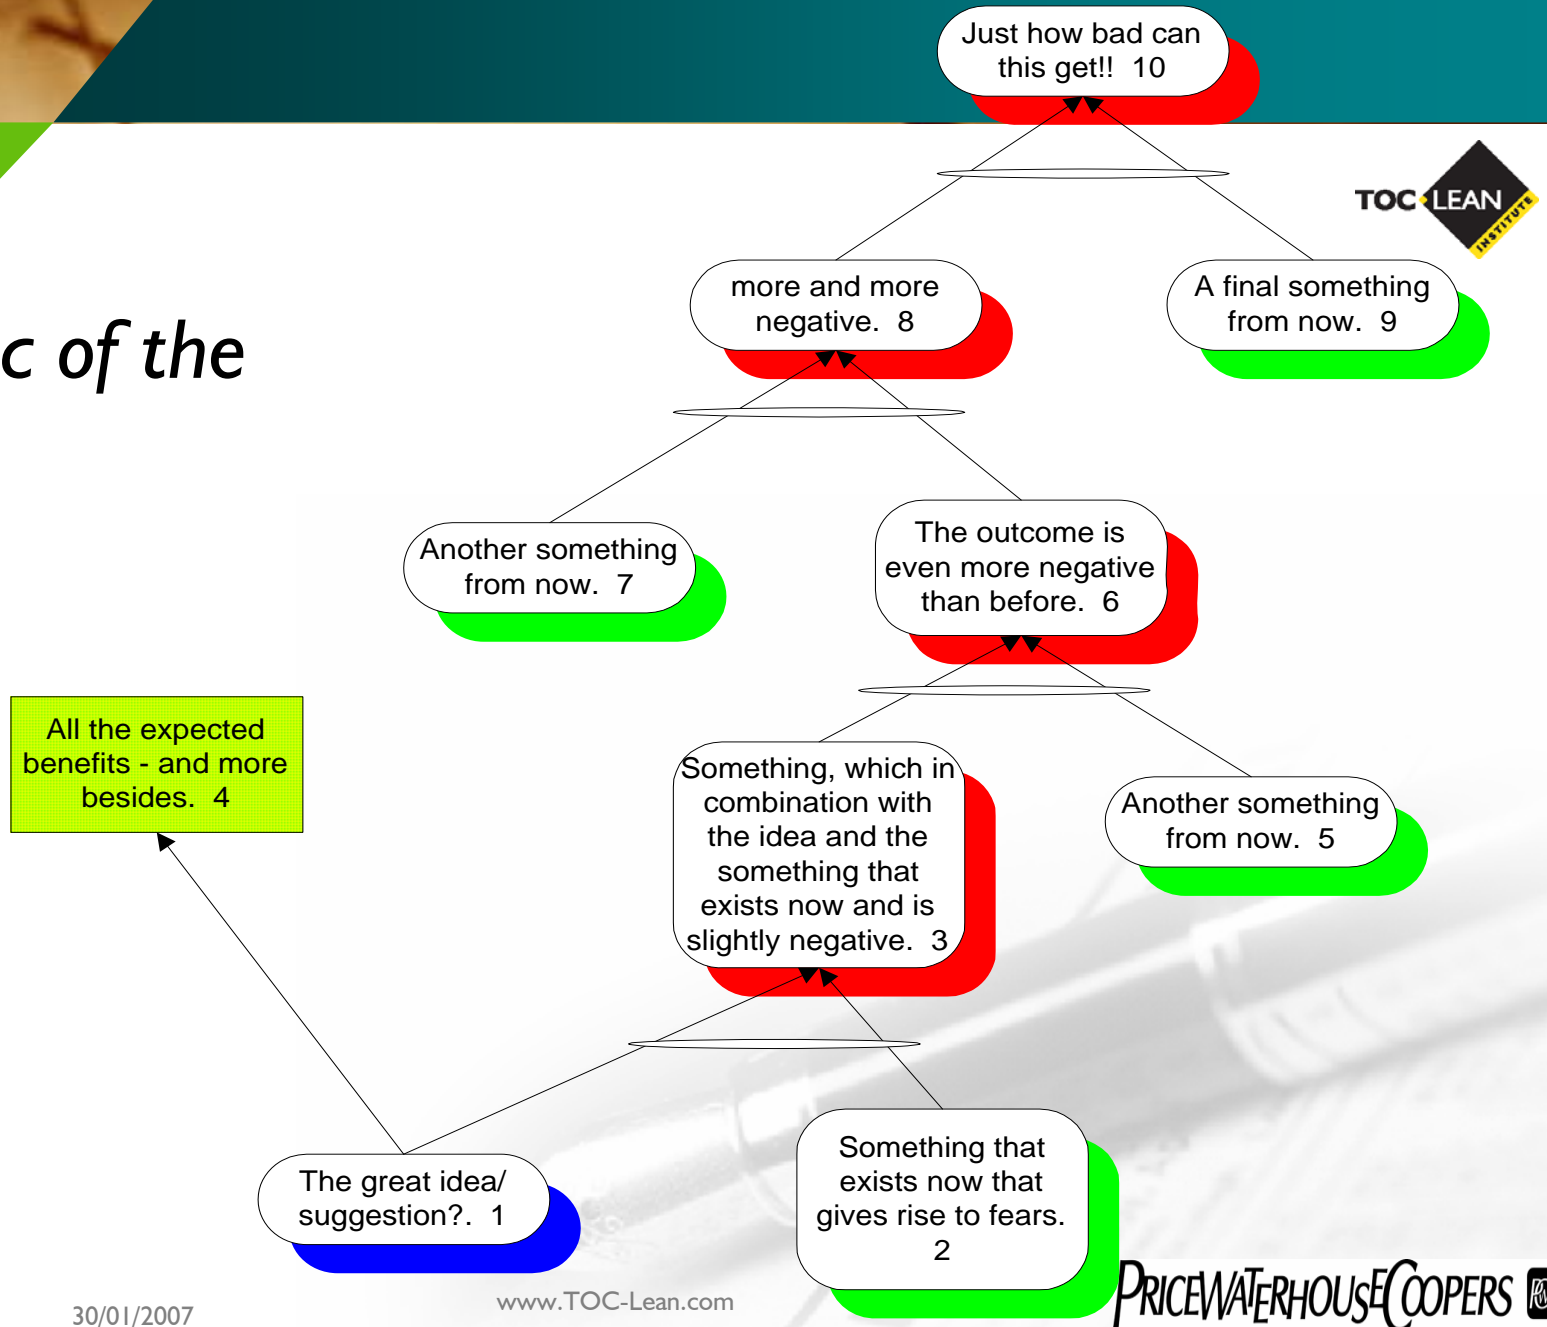 Just how bad can
this get!! 10
TOC LEAN
INSTITUTE
more and more
negative. 8
A final something
from now. 9
c of the
Another something
from now. 7
The outcome is
even more negative
than before. 6
All the expected
benefits - and more
besides. 4
Something, which in
combination with
the idea and the
something that
exists now and is
slightly negative. 3
Another something
from now. 5
The great idea/
suggestion?. 1
Something that
exists now that
gives rise to fears.
2
30/01/2007
www.TOC-Lean.com
PRICEWATERHOUSECOOPERS